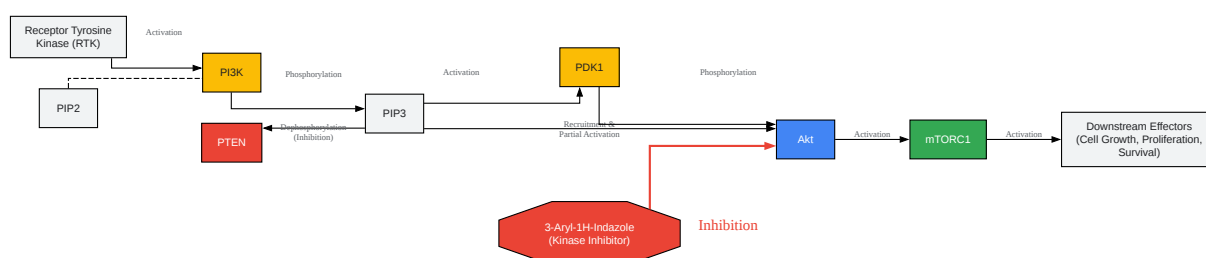 Receptor Tyrosine
Kinase (RTK)
Activation
PI3K
PIP2
Phosphorylation
PIP3
PTEN
Dephosphorylation
(Inhibition)
Activation
PDK1
Phosphorylation
Recruitment &
Partial Activation
Akt
Activation
mTORC1
Activation
Downstream Effectors
(Cell Growth, Proliferation,
Survival)
3-Aryl-1H-Indazole
(Kinase Inhibitor)
Inhibition